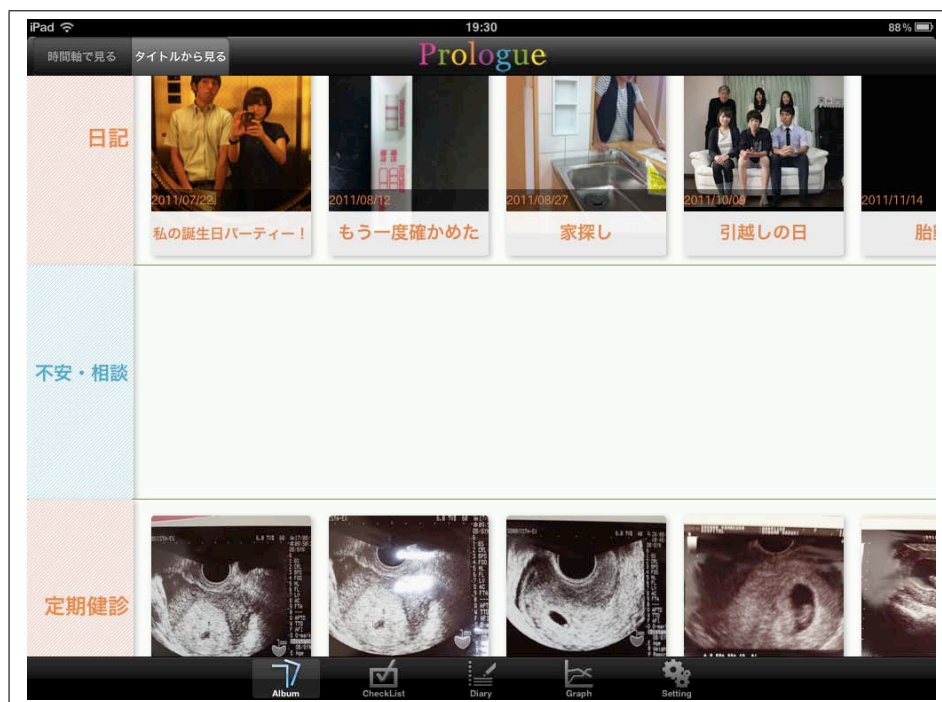 iPad
19:30
88%
時間軸で見る
タイトルから見る
Prologue
日記
2011/07/22
私の誕生日パーティー！
2011/08/12
もう一度確かめた
2011/08/27
家探し
2011/10/09
引越しの日
2011/11/14
不安・相談
定期健診
Album
CheckList
Diary
Graph
Setting